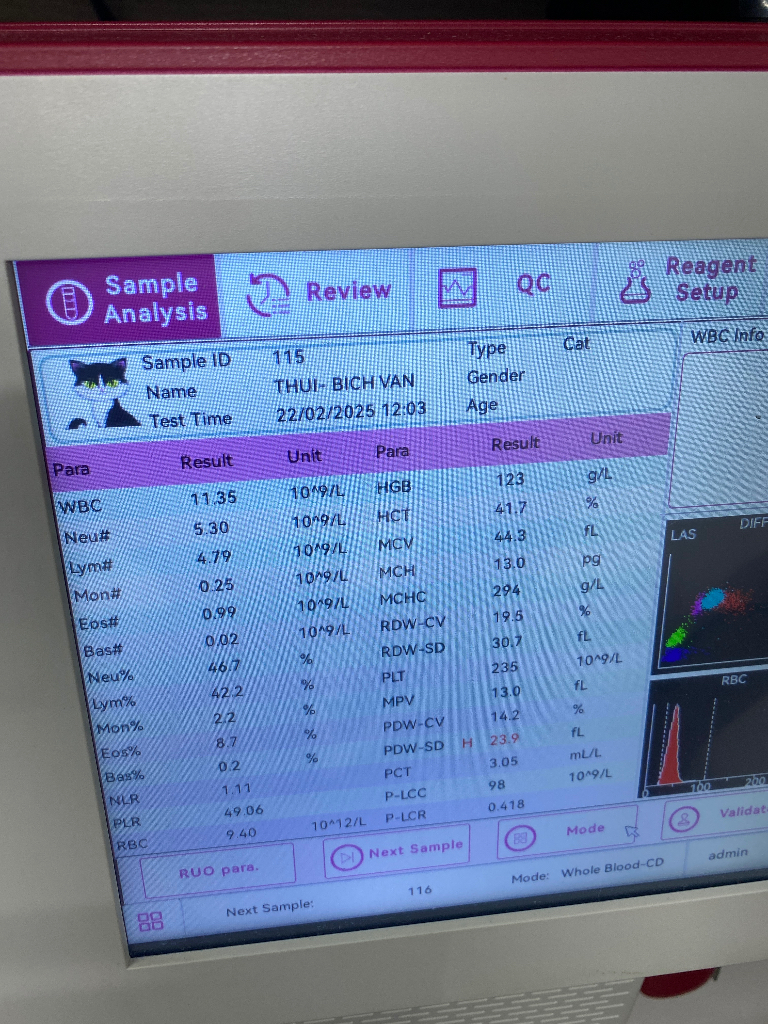 Sample Analysis
Review
QC
Reagent Setup
Sample ID 115 Type Cat
Name THUI- BICH VAN Gender
Test Time 22/02/2025 12:03 Age
WBC Info
Para Result Unit Para Result Unit
WBC 11.35 10^9/L HGB 123 g/L
Neu# 5.30 10^9/L HCT 41.7 %
Lym# 4.79 10^9/L MCV 44.3 fL
Mon# 0.25 10^9/L MCH 13.0 pg
Eos# 0.99 10^9/L MCHC 294 g/L
Bas# 0.02 10^9/L RDW-CV 19.5 %
Neu% 46.7 % RDW-SD 30.7 fL
Lym% 42.2 % PLT 235 10^9/L
Mon% 2.2 % MPV 13.0 fL
Eos% 8.7 % PDW-CV 14.2 %
Bas% 0.2 % PDW-SD H 23.9 fL
NLR 1.11 PCT 3.05 mL/L
PLR 49.06 P-LCC 98 10^9/L
RBC 9.40 10^12/L P-LCR 0.418
LAS DIFF
RBC
0 100 200
RUO para.
Next Sample
Mode
Validate
Next Sample: 116 Mode: Whole Blood-CD admin